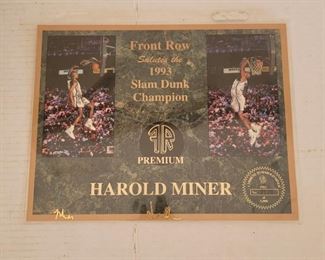 Front Row
Salutes the
1993
Slam Dunk
Champion
FR
PREMIUM
HAROLD MINER